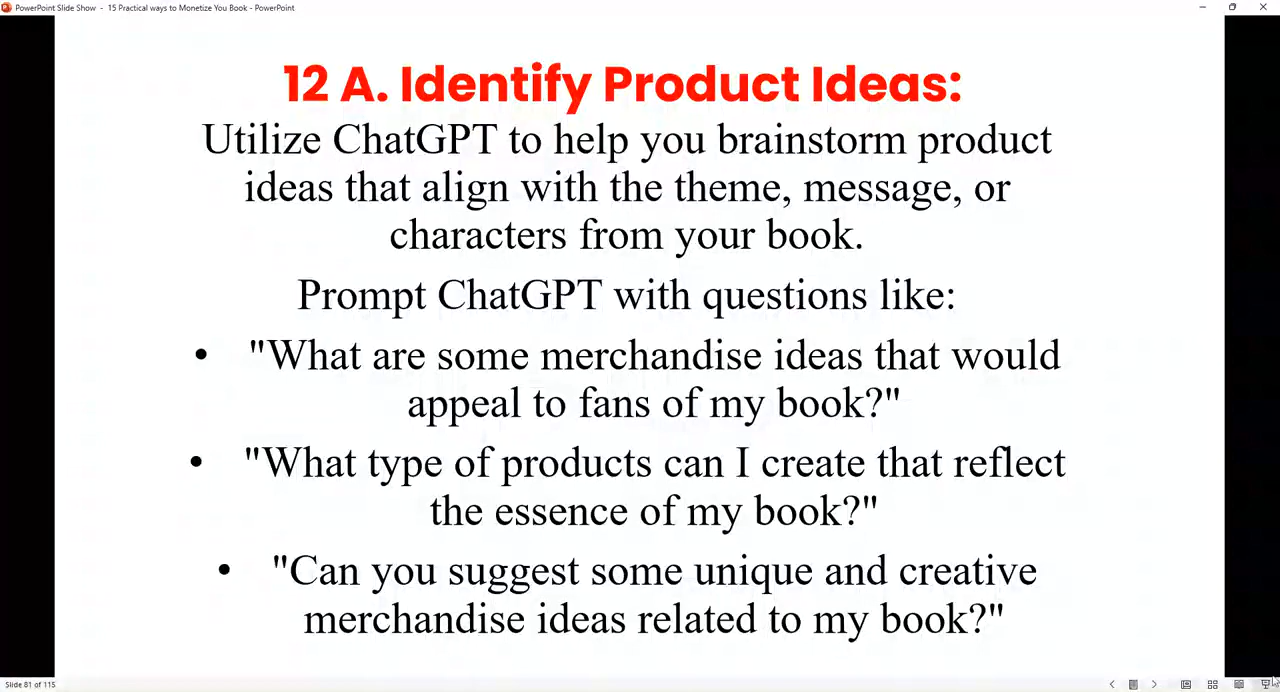 PowerPoint Slide Show - 15 Practical ways to Monetize You Book - PowerPoint
12 A. Identify Product Ideas:
Utilize ChatGPT to help you brainstorm product
ideas that align with the theme, message, or
characters from your book.
Prompt ChatGPT with questions like:
• "What are some merchandise ideas that would
appeal to fans of my book?"
• "What type of products can I create that reflect
the essence of my book?"
• "Can you suggest some unique and creative
merchandise ideas related to my book?"
Slide 81 of 115